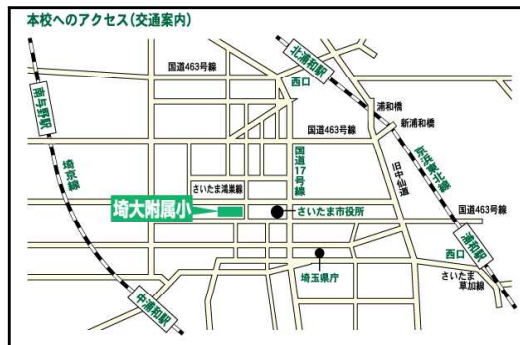 本校へのアクセス(交通案内)
国道463号線
北浦和駅
西口
南与野駅
浦和橋
新浦和橋
国道463号線
埼京線
国道17号線
旧中仙道
京浜東北線
さいたま鴻巣線
埼大附属小
さいたま市役所
国道463号線
浦和駅
西口
埼玉県庁
さいたま
草加線
中浦和駅